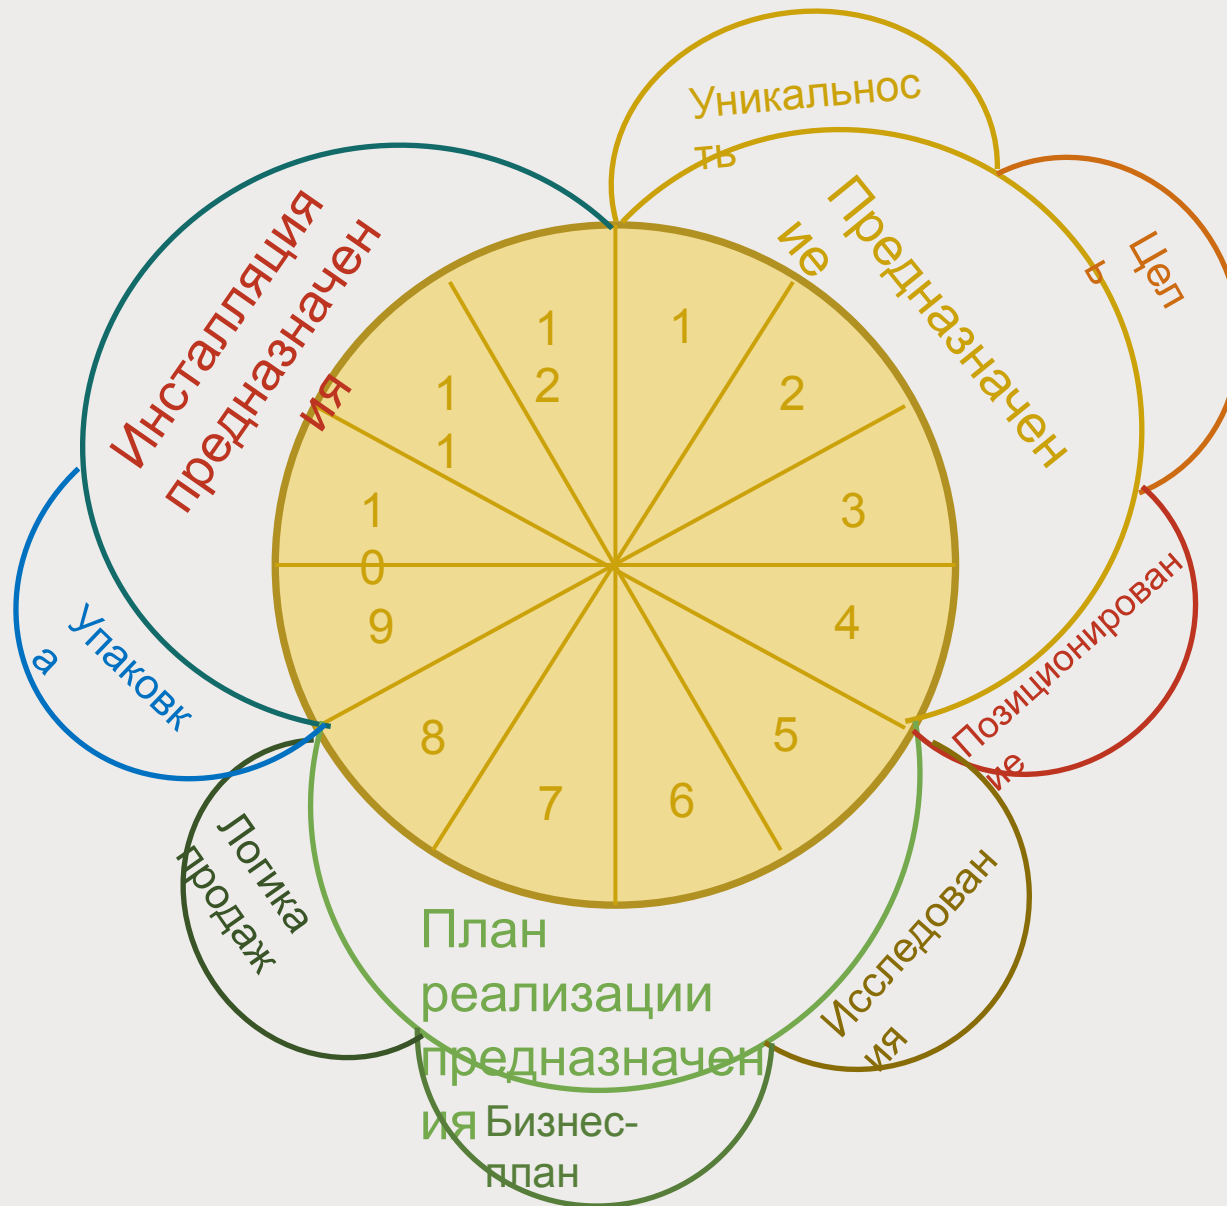 Уникальнос
ть
Предназначен
ие
Цел
ь
Позиционирован
ие
Исследован
ия
План
реализации
предназначен
ия
Бизнес-
план
Логика
продаж
Упаковк
а
Инсталляция
предназначен
ия
1
2
3
4
5
6
7
8
9
1
0
1
1
1
2